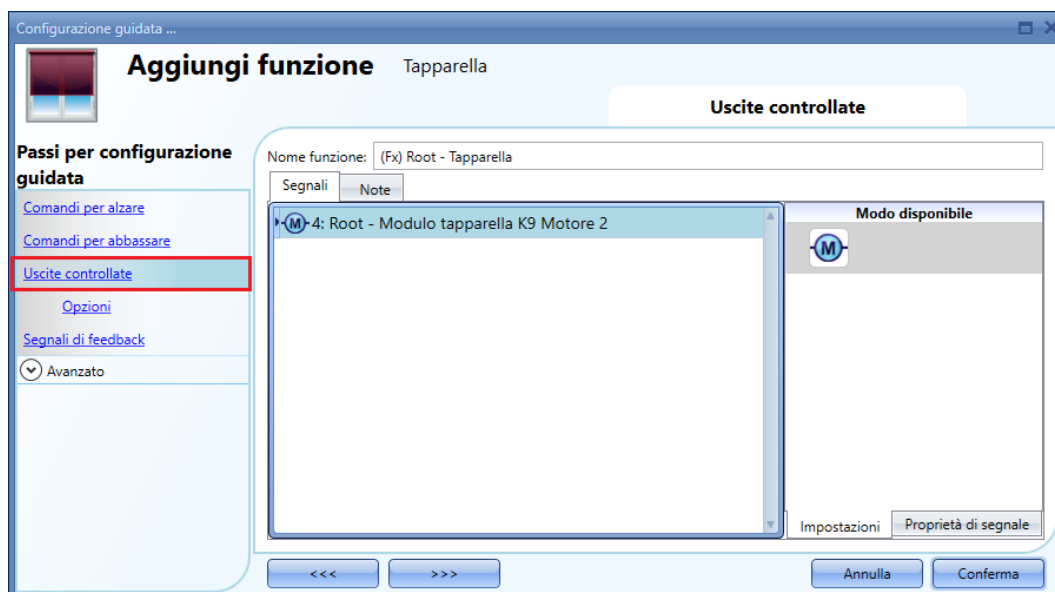 Configurazione guidata ...
Aggiungi funzione Tapparella
Uscite controllate
Passi per configurazione
guidata
Comandi per alzare
Comandi per abbassare
Uscite controllate
Opzioni
Segnali di feedback
Avanzato
Nome funzione: (Fx) Root - Tapparella
Segnali Note
M 4: Root - Modulo tapparella K9 Motore 2
Modo disponibile
M
Impostazioni Proprietà di segnale
<<< >>> Annulla Conferma